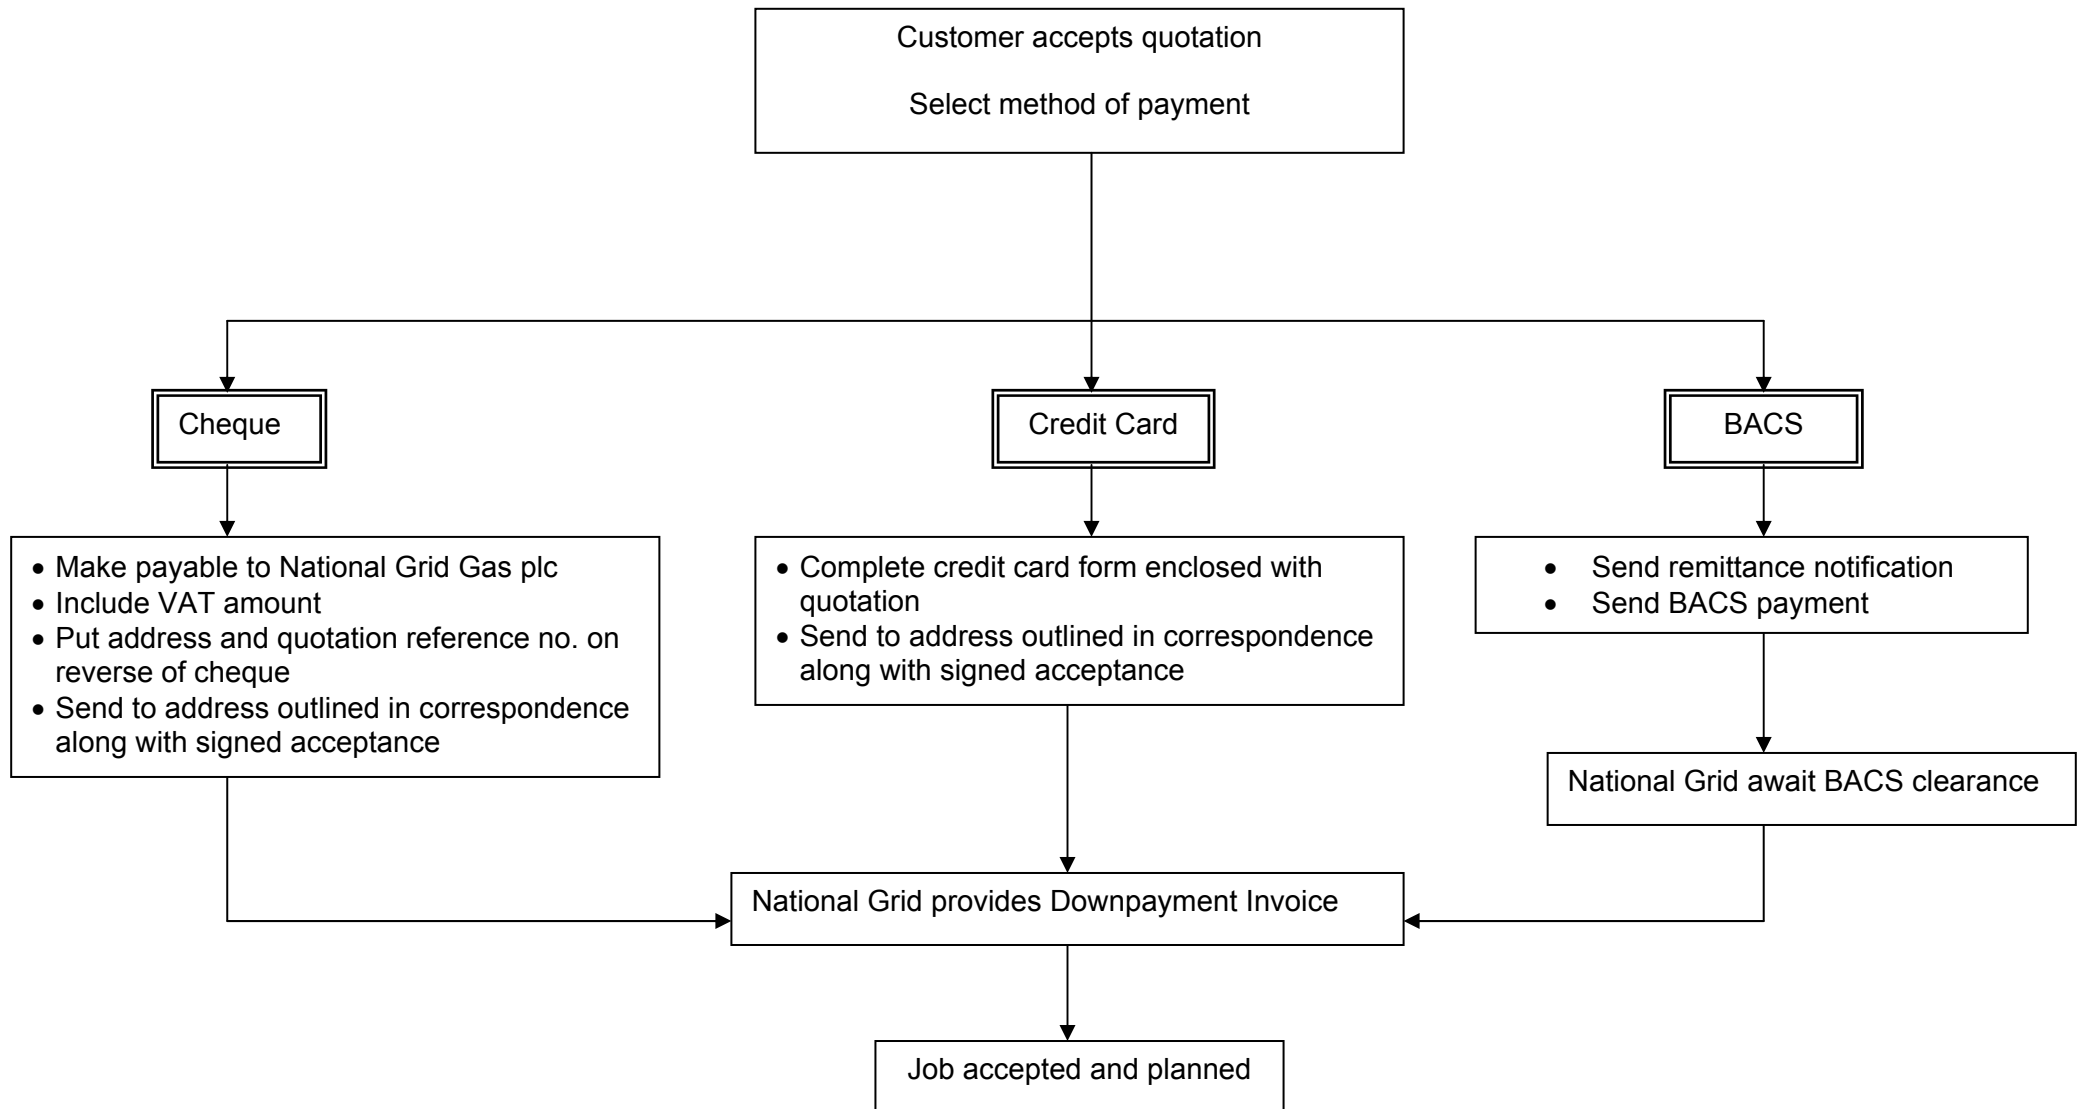 Customer accepts quotation
Select method of payment
Cheque
Credit Card
BACS
• Make payable to National Grid Gas plc
• Include VAT amount
• Put address and quotation reference no. on
reverse of cheque
• Send to address outlined in correspondence
along with signed acceptance
• Complete credit card form enclosed with
quotation
• Send to address outlined in correspondence
along with signed acceptance
• Send remittance notification
• Send BACS payment
National Grid await BACS clearance
National Grid provides Downpayment Invoice
Job accepted and planned